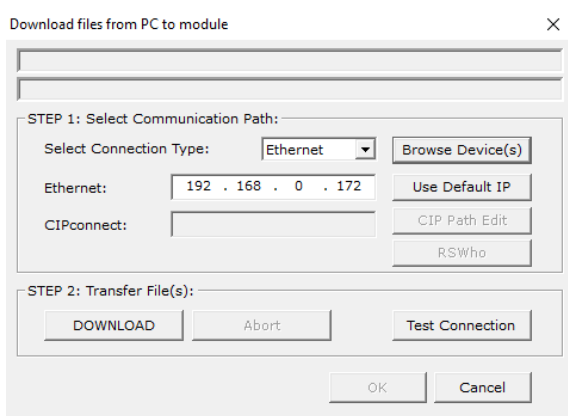 Download files from PC to module
STEP 1: Select Communication Path:
Select Connection Type: Ethernet Browse Device(s)
Ethernet: 192 . 168 . 0 . 172 Use Default IP
CIPconnect: CIP Path Edit
RSWho
STEP 2: Transfer File(s):
DOWNLOAD Abort Test Connection
OK Cancel